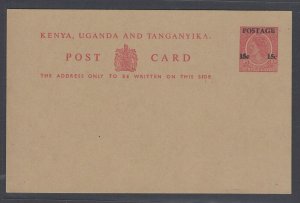 KENYA, UGANDA AND TANGANYIKA.
POST CARD
THE ADDRESS ONLY TO BE WRITTEN ON THIS SIDE.
POSTAGE
15c 15c